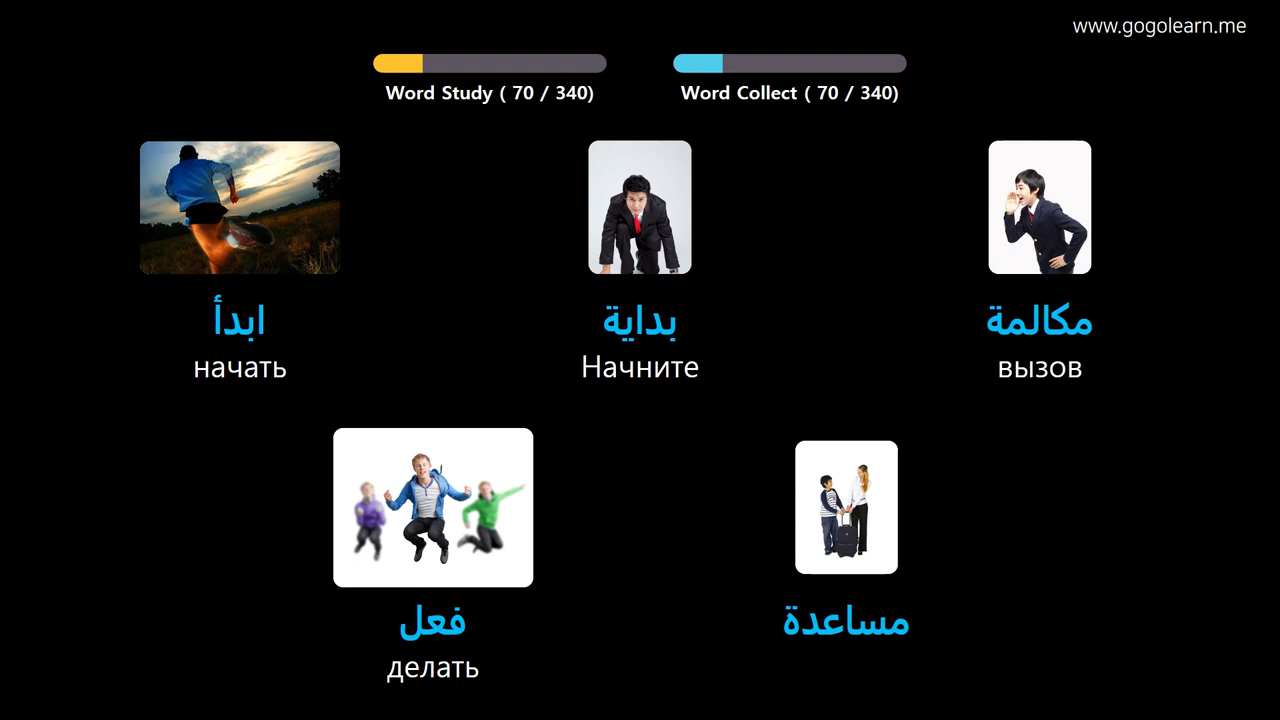 www.gogolearn.me
Word Study ( 70 / 340)
Word Collect ( 70 / 340)
ابدأ
начать
بداية
Начните
مكالمة
вызов
فعل
делать
مساعدة